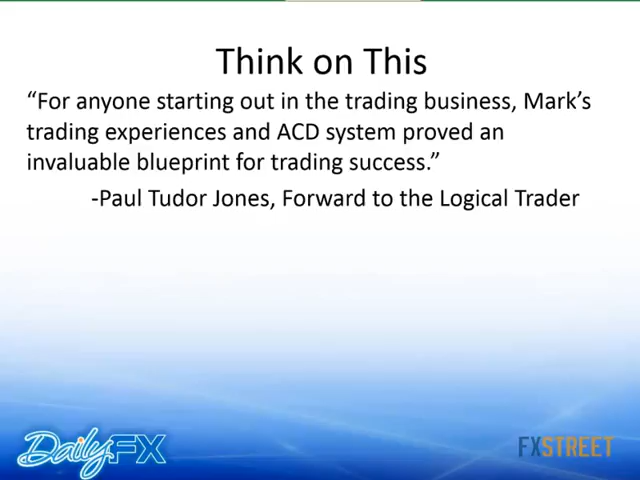 Think on This
“For anyone starting out in the trading business, Mark’s
trading experiences and ACD system proved an
invaluable blueprint for trading success.”
-Paul Tudor Jones, Forward to the Logical Trader
DailyFX
FXSTREET